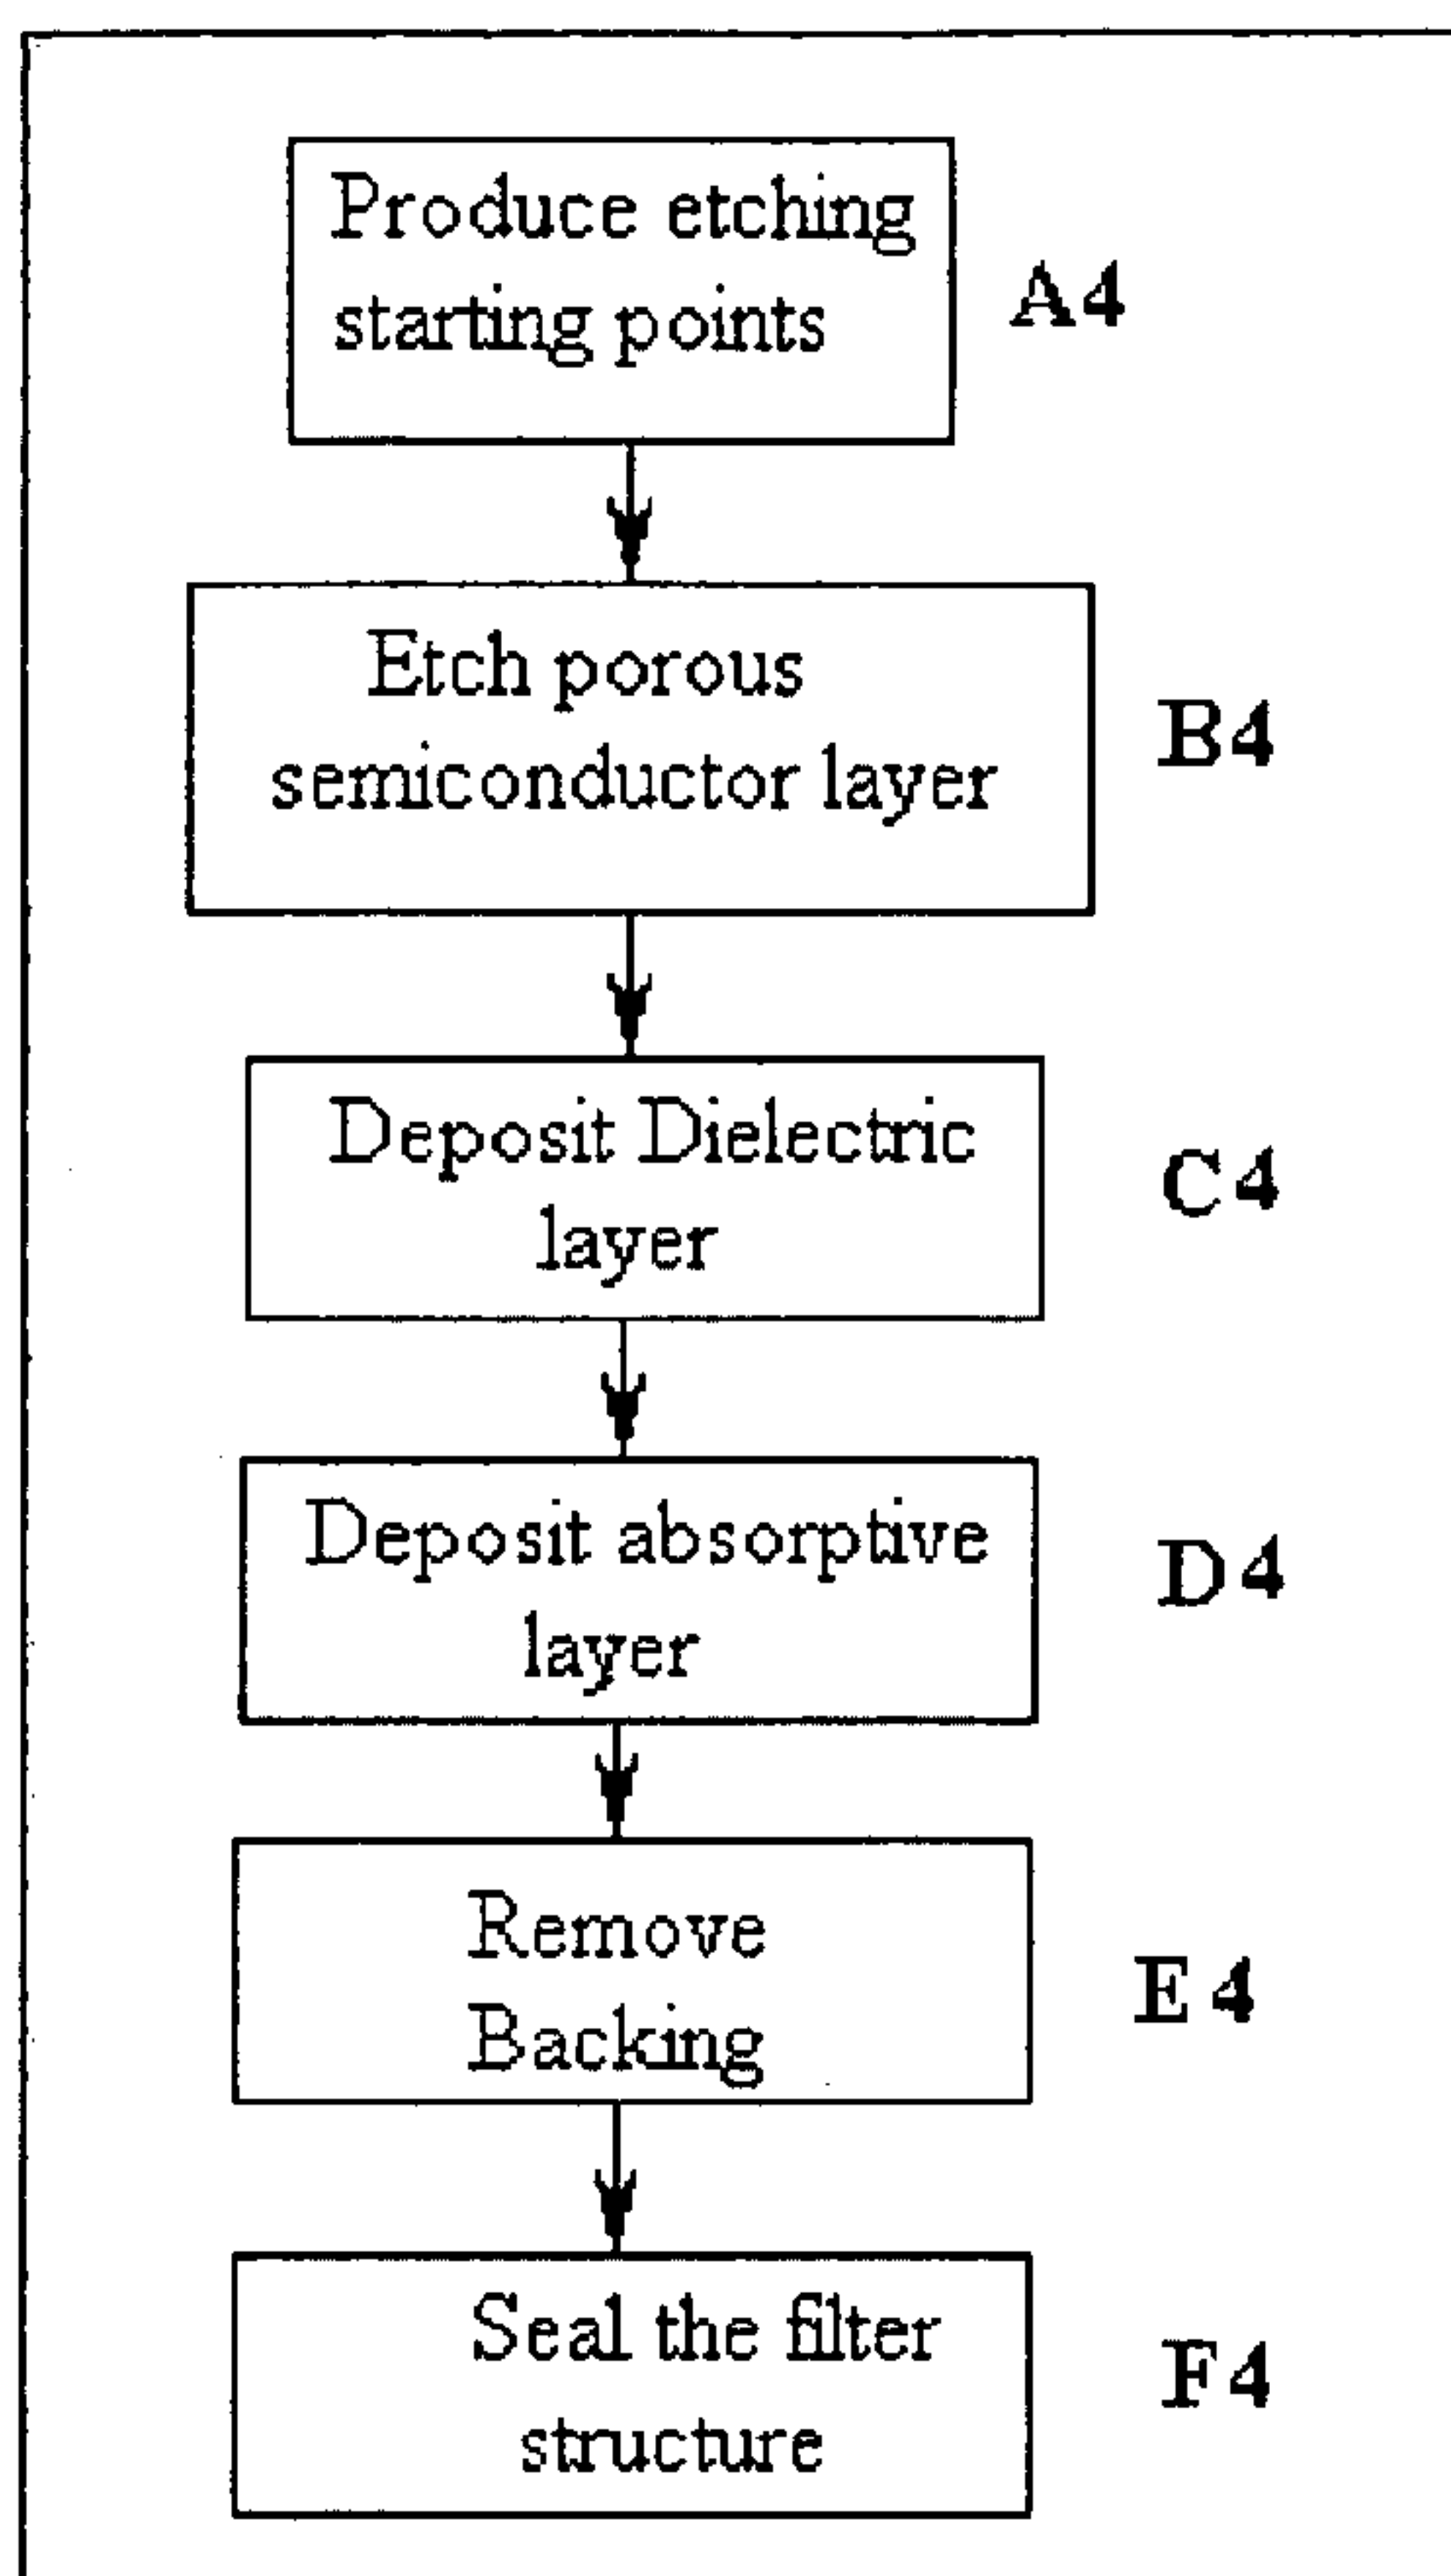 Produce etching
starting points
A4
Etch porous
semiconductor layer
B4
Deposit Dielectric
layer
C4
Deposit absorptive
layer
D4
Remove
Backing
E4
Seal the filter
structure
F4